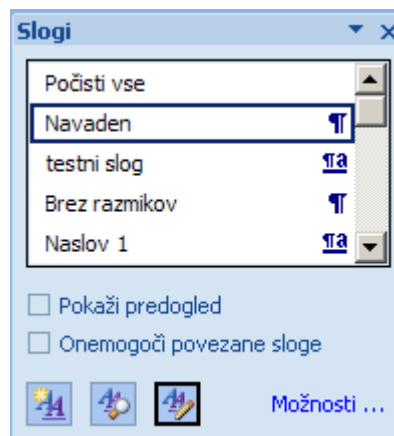 Slogi
Počisti vse
Navaden ¶
testni slog ¶a
Brez razmikov ¶
Naslov 1 ¶a
Pokaži predogled
Onemogoči povezane sloge
Možnosti ...